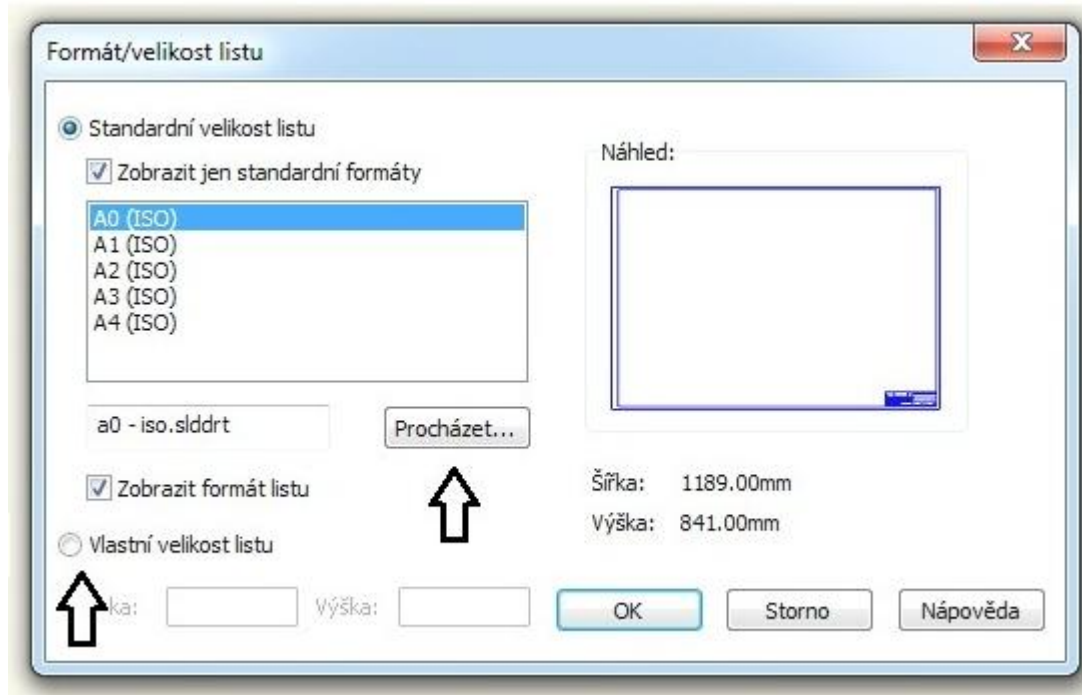 Formát/velikost listu
Standardní velikost listu
Zobrazit jen standardní formáty
A0 (ISO)
A1 (ISO)
A2 (ISO)
A3 (ISO)
A4 (ISO)
a0 - iso.slddrt
Procházet...
Zobrazit formát listu
Vlastní velikost listu
ka:
Výška:
Náhled:
Šířka: 1189.00mm
Výška: 841.00mm
OK
Storno
Nápověda